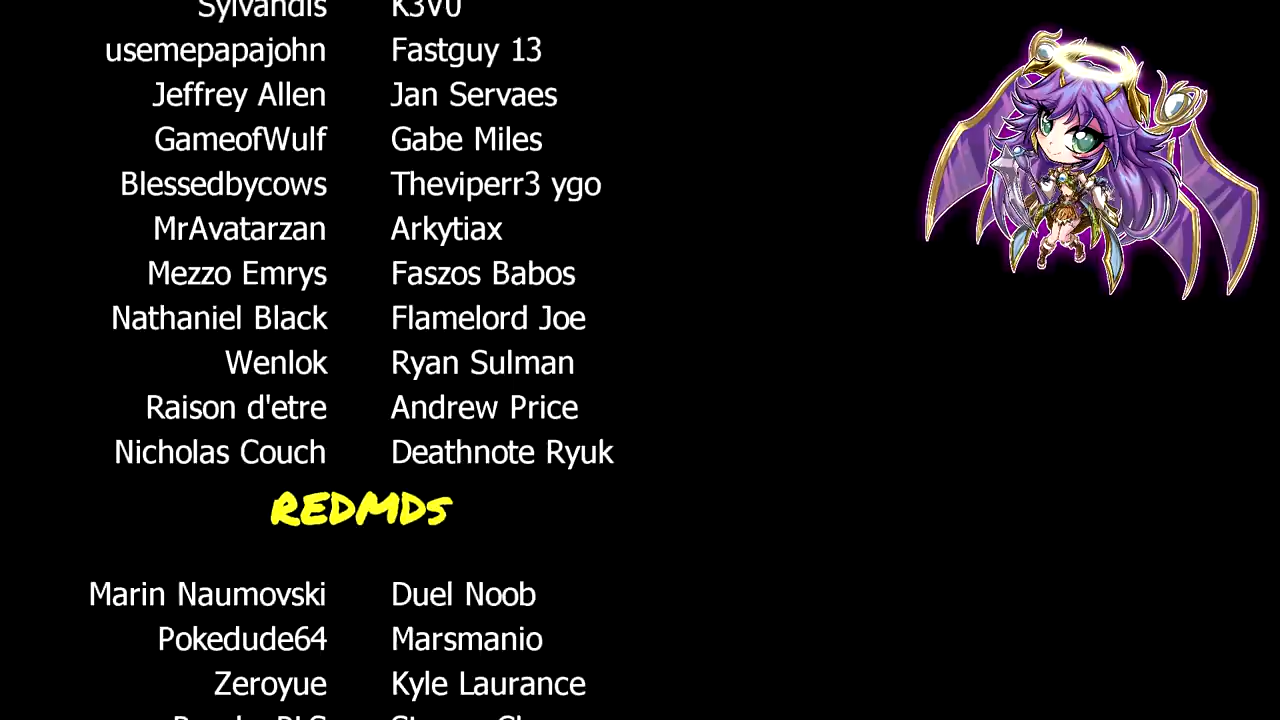 Sylvandis K3V0
usemepapajohn Fastguy 13
Jeffrey Allen Jan Servaes
GameofWulf Gabe Miles
Blessedbycows Theviperr3 ygo
MrAvatarzan Arkytiax
Mezzo Emrys Faszos Babos
Nathaniel Black Flamelord Joe
Wenlok Ryan Sulman
Raison d'etre Andrew Price
Nicholas Couch Deathnote Ryuk
REDMDs
Marin Naumovski Duel Noob
Pokedude64 Marsmanio
Zeroyue Kyle Laurance